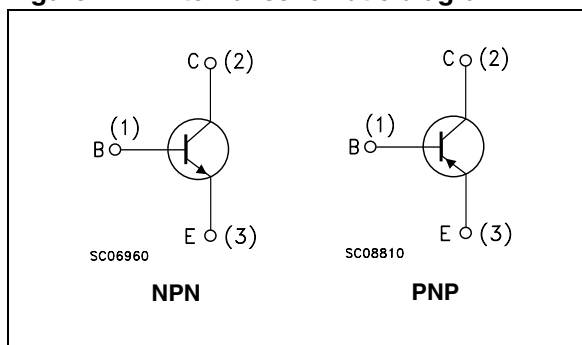 C (2)
(1)
B
E (3)
SC06960
NPN
C (2)
(1)
B
E (3)
SC08810
PNP